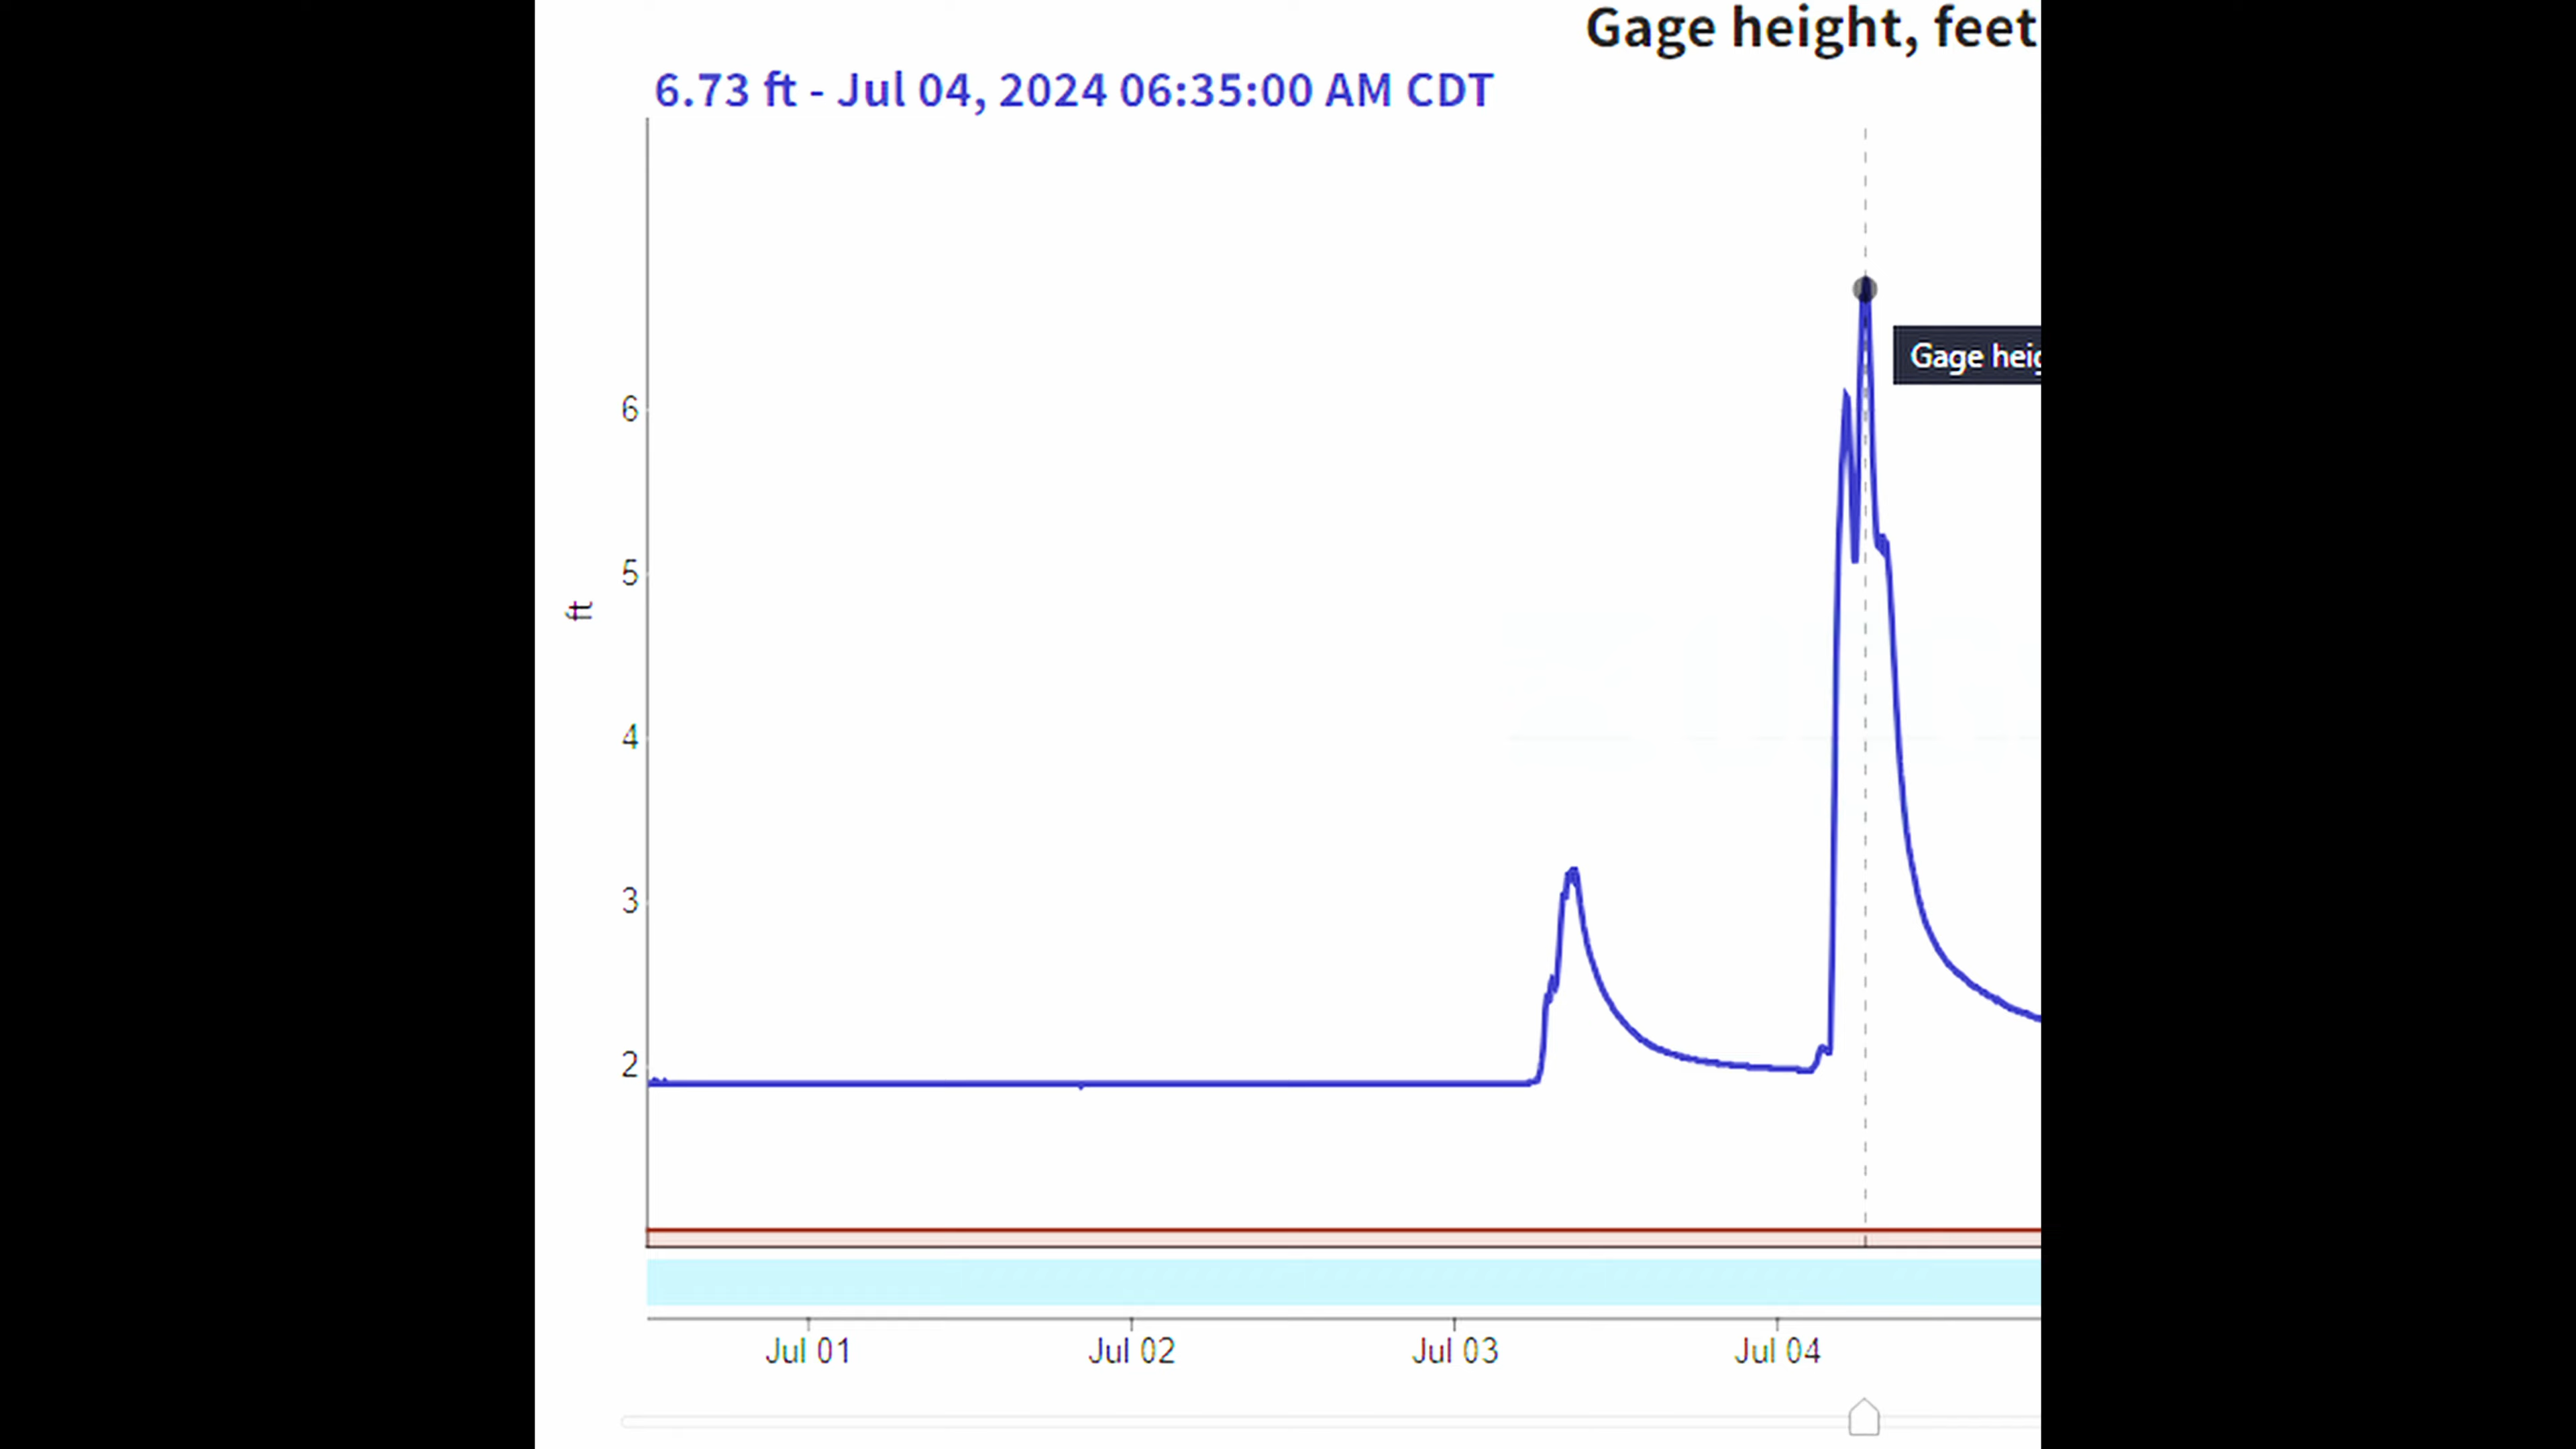 Gage height, feet
6.73 ft - Jul 04, 2024 06:35:00 AM CDT
Gage
6
5
ft
4
3
2
Jul 01
Jul 02
Jul 03
Jul 04